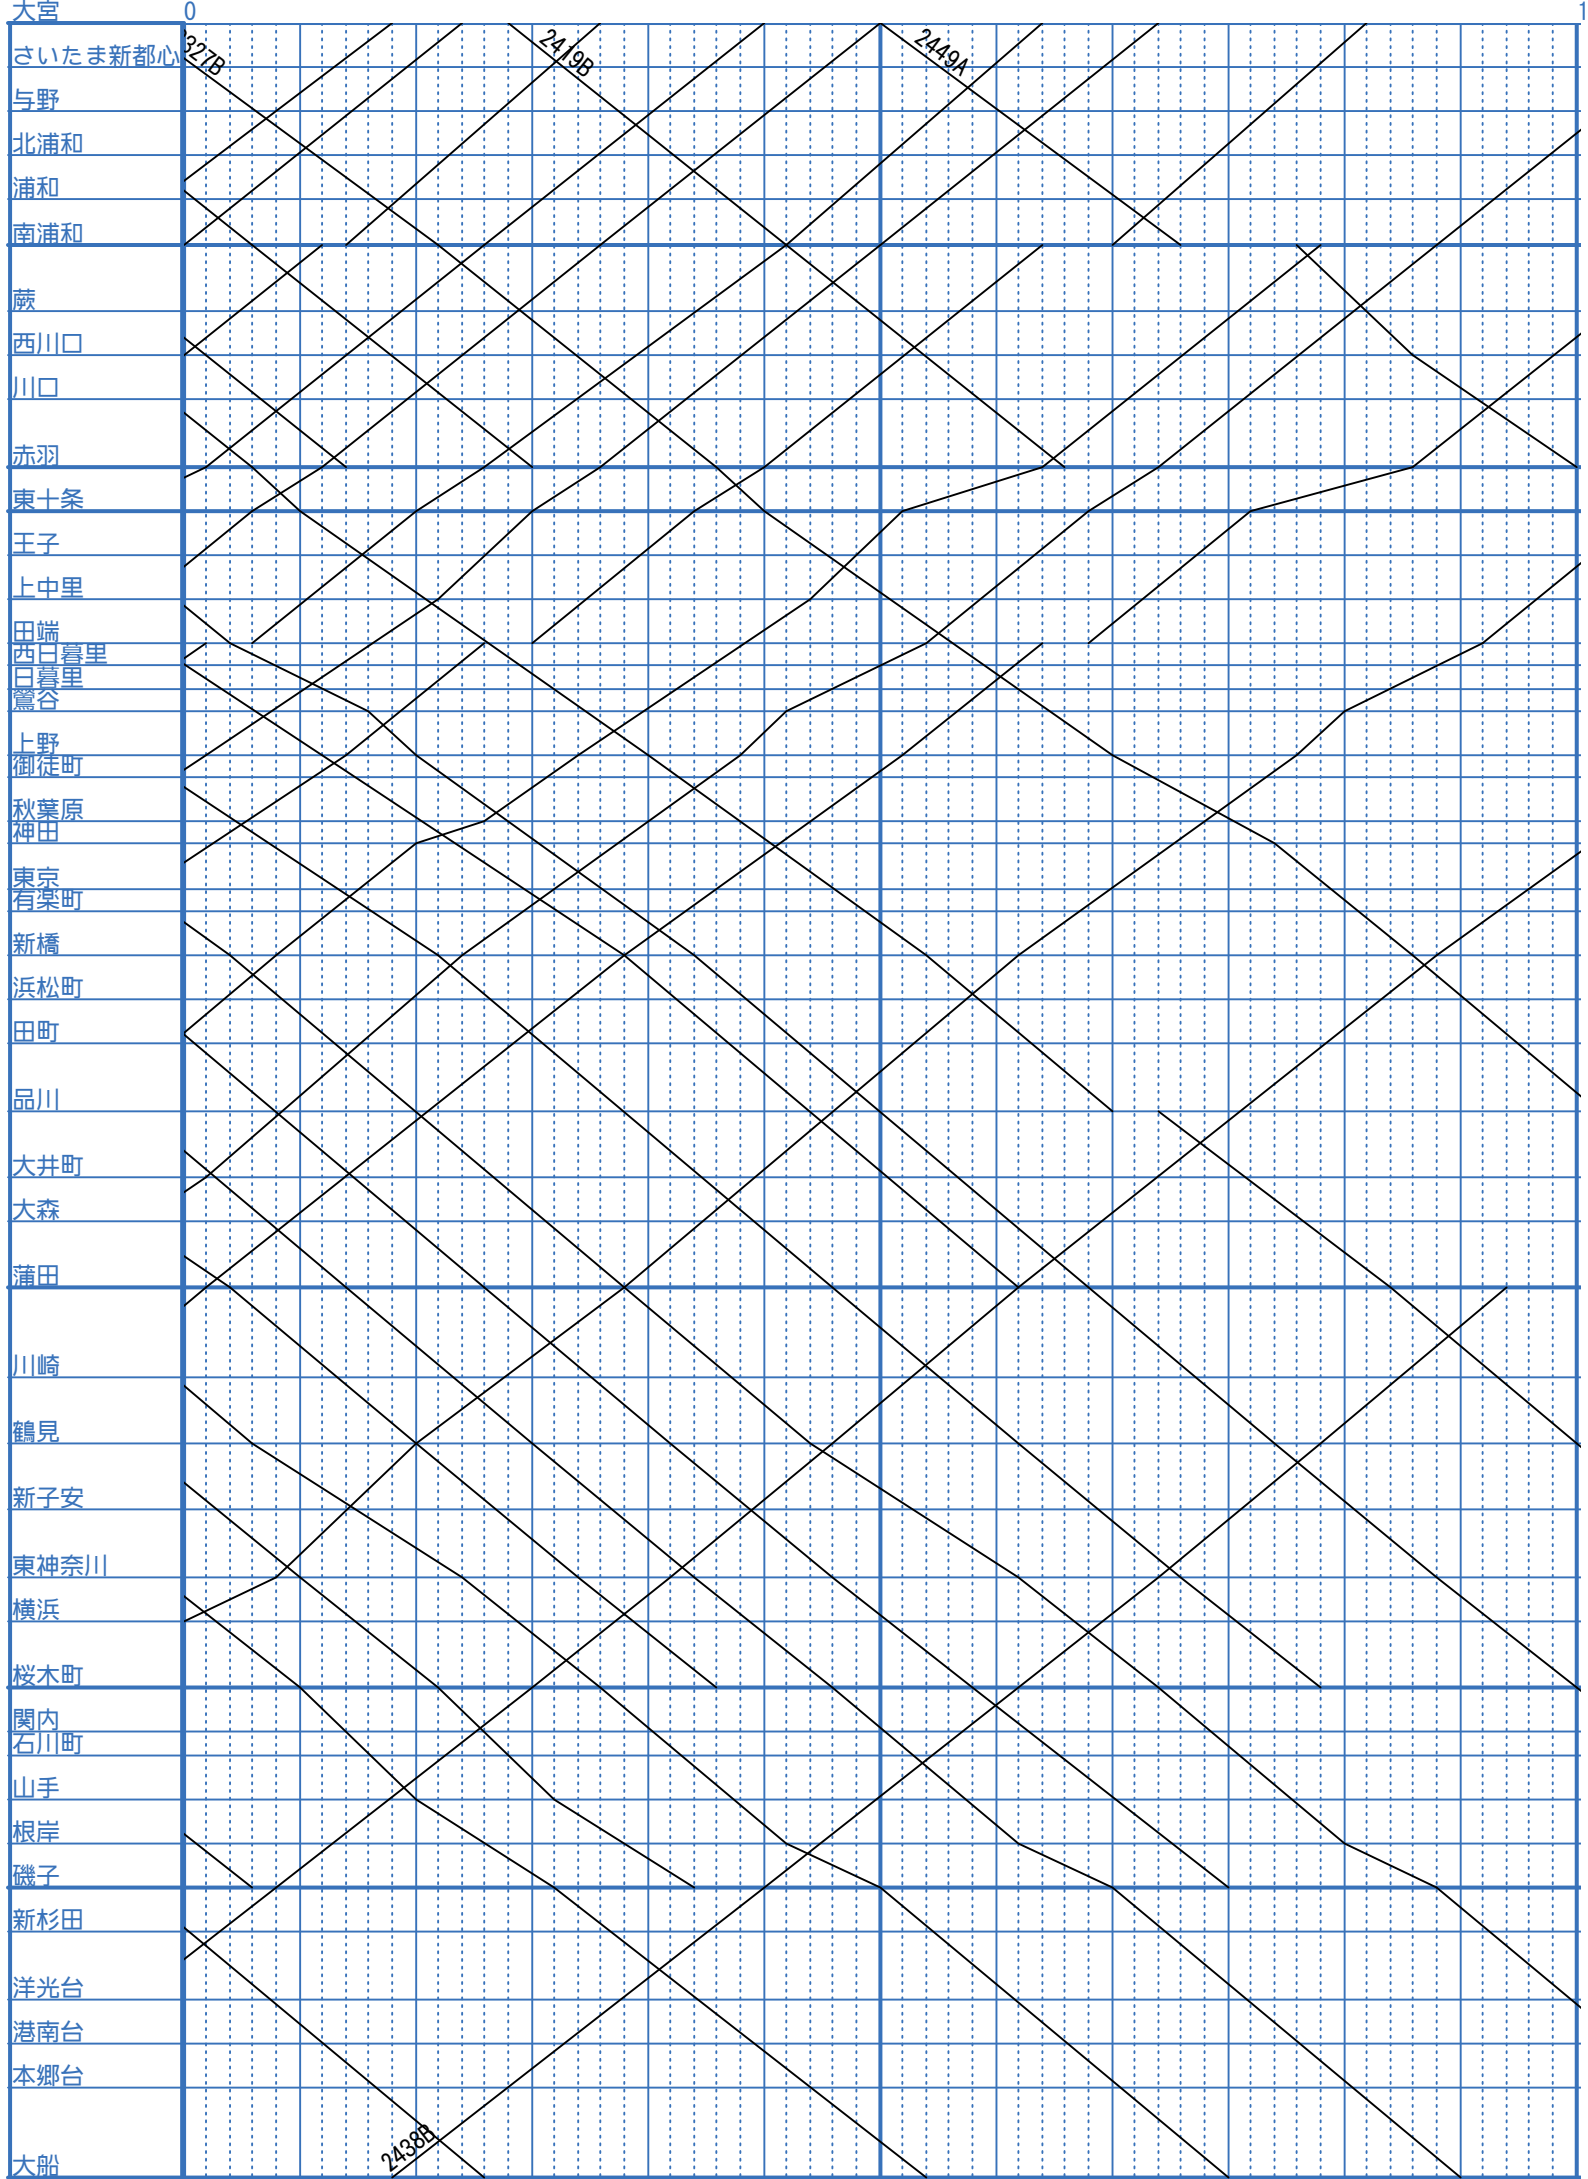 大宮 0 1
2327B 2419B 2449A
さいたま新都心
与野
北浦和
浦和
南浦和
蕨
西川口
川口
赤羽
東十条
王子
上中里
田端
西日暮里
日暮里
鶯谷
上野
御徒町
秋葉原
神田
東京
有楽町
新橋
浜松町
田町
品川
大井町
大森
蒲田
川崎
鶴見
新子安
東神奈川
横浜
桜木町
関内
石川町
山手
根岸
磯子
新杉田
洋光台
港南台
本郷台
2438B
大船